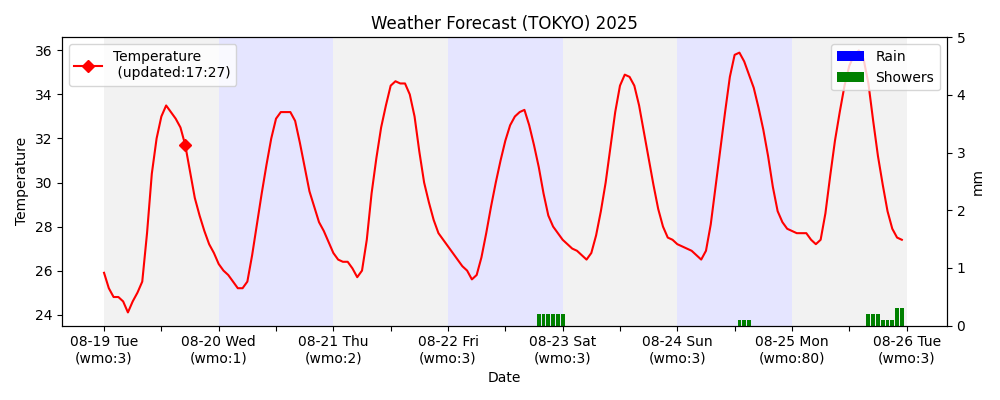 Weather Forecast (TOKYO) 2025
Temperature
(updated:17:27)
Rain
Showers
36
34
32
30
28
26
24
Temperature
5
4
3
2
1
0
mm
08-19 Tue
(wmo:3)
08-20 Wed
(wmo:1)
08-21 Thu
(wmo:2)
08-22 Fri
(wmo:3)
08-23 Sat
(wmo:3)
08-24 Sun
(wmo:3)
08-25 Mon
(wmo:80)
08-26 Tue
(wmo:3)
Date